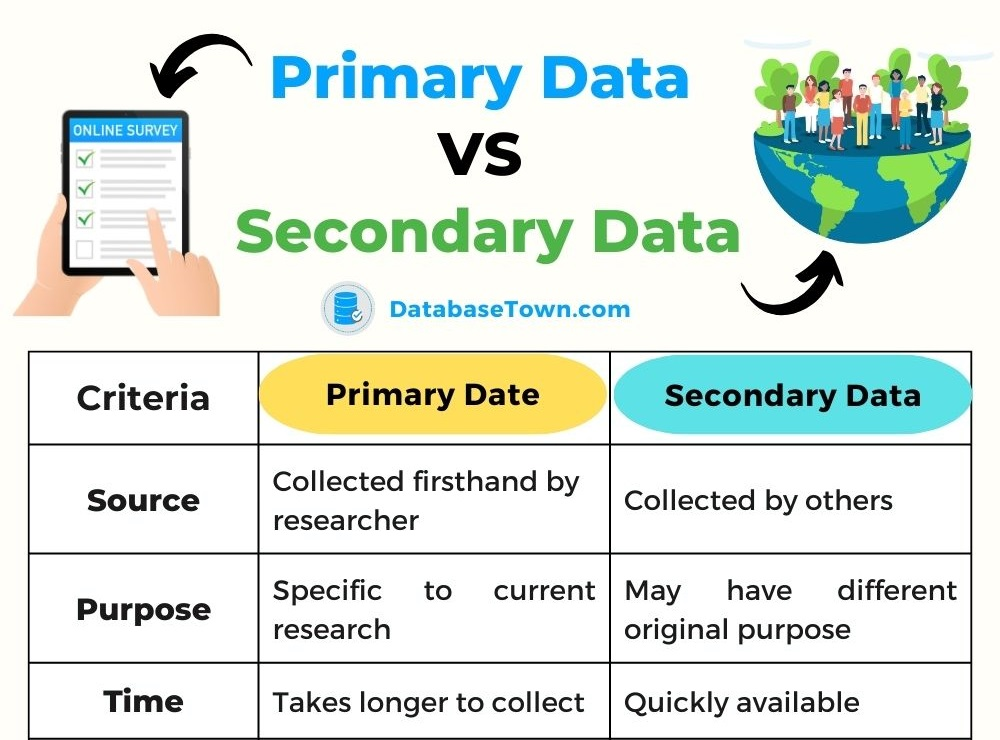 Primary Data
VS
Secondary Data
ONLINE SURVEY
DatabaseTown.com
Criteria
Primary Date
Secondary Data
Source
Collected firsthand by
researcher
Collected by others
Purpose
Specific to current
research
May have different
original purpose
Time
Takes longer to collect
Quickly available